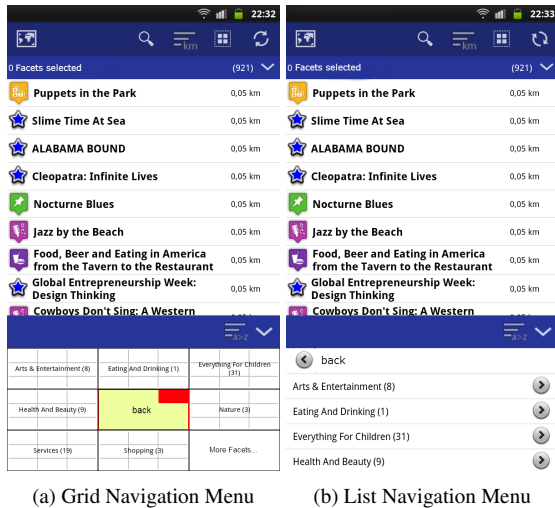 22:32
km
0 Facets selected (921)
Puppets in the Park 0,05 km
Slime Time At Sea 0,05 km
ALABAMA BOUND 0,05 km
Cleopatra: Infinite Lives 0,05 km
Nocturne Blues 0,05 km
Jazz by the Beach 0,05 km
Food, Beer and Eating in America
from the Tavern to the Restaurant 0,05 km
Global Entrepreneurship Week:
Design Thinking 0,05 km
Cowboys Don't Sing: A Western
a>z
Arts & Entertainment (8) Eating And Drinking (1) Everything For Children
(31)
Health And Beauty (9) back Nature (3)
Services (19) Shopping (3) More Facets...
(a) Grid Navigation Menu
22:33
km
0 Facets selected (921)
Puppets in the Park 0,05 km
Slime Time At Sea 0,05 km
ALABAMA BOUND 0,05 km
Cleopatra: Infinite Lives 0,05 km
Nocturne Blues 0,05 km
Jazz by the Beach 0,05 km
Food, Beer and Eating in America
from the Tavern to the Restaurant 0,05 km
Global Entrepreneurship Week:
Design Thinking 0,05 km
Cowboys Don't Sing: A Western
a>z
back
Arts & Entertainment (8)
Eating And Drinking (1)
Everything For Children (31)
Health And Beauty (9)
(b) List Navigation Menu